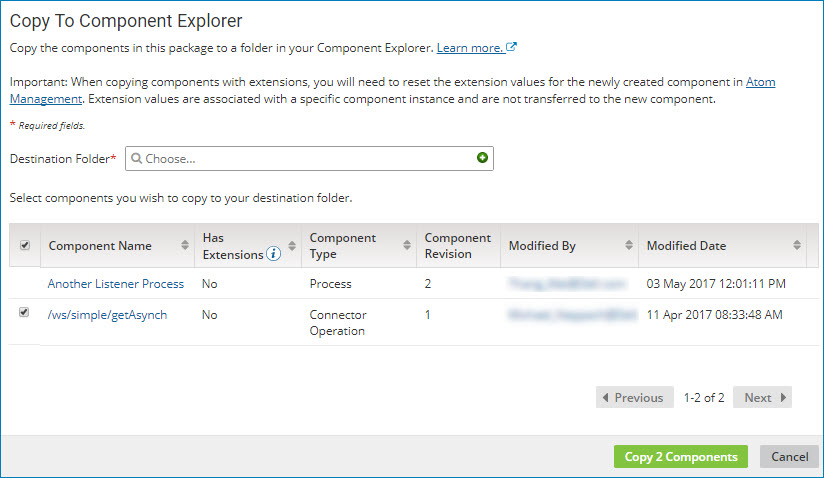 Copy To Component Explorer
Copy the components in this package to a folder in your Component Explorer. Learn more.
Important: When copying components with extensions, you will need to reset the extension values for the newly created component in Atom
Management. Extension values are associated with a specific component instance and are not transferred to the new component.
* Required fields.
Destination Folder* Choose...
Select components you wish to copy to your destination folder.
Component Name Has Extensions Component Type Component Revision Modified By Modified Date
Another Listener Process No Process 2 03 May 2017 12:01:11 PM
/ws/simple/getAsynch No Connector Operation 1 11 Apr 2017 08:33:48 AM
Previous 1-2 of 2 Next
Copy 2 Components Cancel